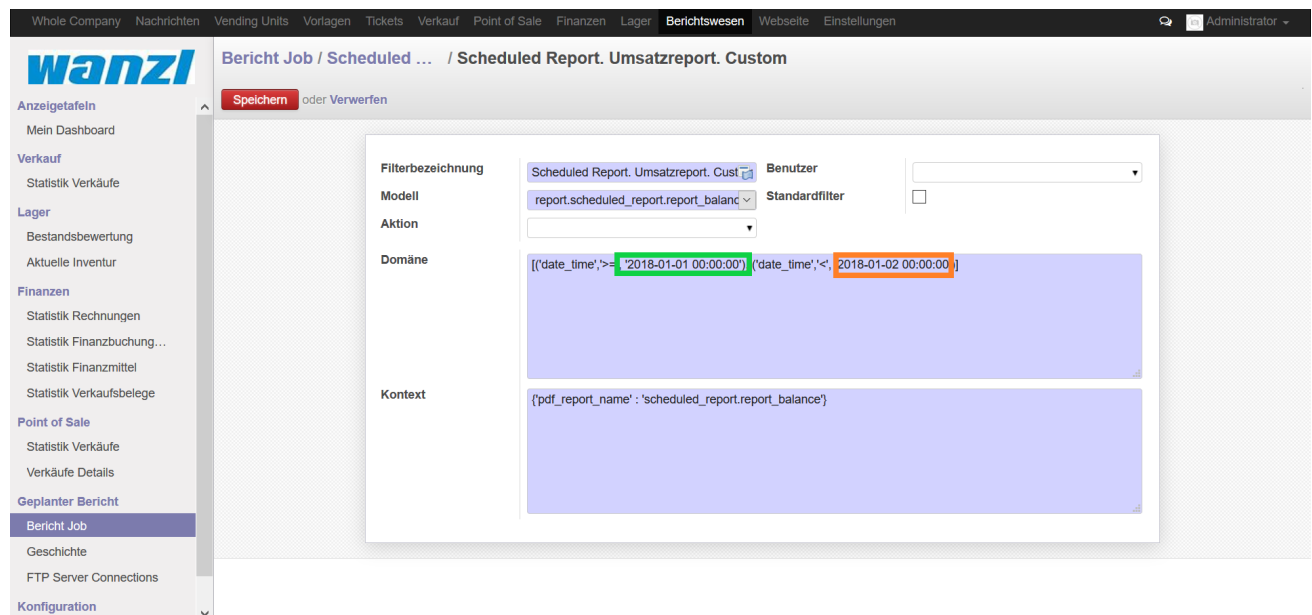 Whole Company Nachrichten Vending Units Vorlagen Tickets Verkauf Point of Sale Finanzen Lager Berichtswesen Webseite Einstellungen Administrator
wanzl
Bericht Job / Scheduled … / Scheduled Report. Umsatzreport. Custom
Speichern oder Verwerfen
Anzeigetafeln
Mein Dashboard
Verkauf
Statistik Verkäufe
Lager
Bestandsbewertung
Aktuelle Inventur
Finanzen
Statistik Rechnungen
Statistik Finanzbuchung…
Statistik Finanzmittel
Statistik Verkaufsbelege
Point of Sale
Statistik Verkäufe
Verkäufe Details
Geplanter Bericht
Bericht Job
Geschichte
FTP Server Connections
Konfiguration
Filterbezeichnung Scheduled Report. Umsatzreport. Cust Benutzer
Modell report.scheduled_report.report_balanc Standardfilter
Aktion
Domäne [('date_time','>=, '2018-01-01 00:00:00') ('date_time','<', 2018-01-02 00:00:00)]
Kontext {'pdf_report_name' : 'scheduled_report.report_balance'}